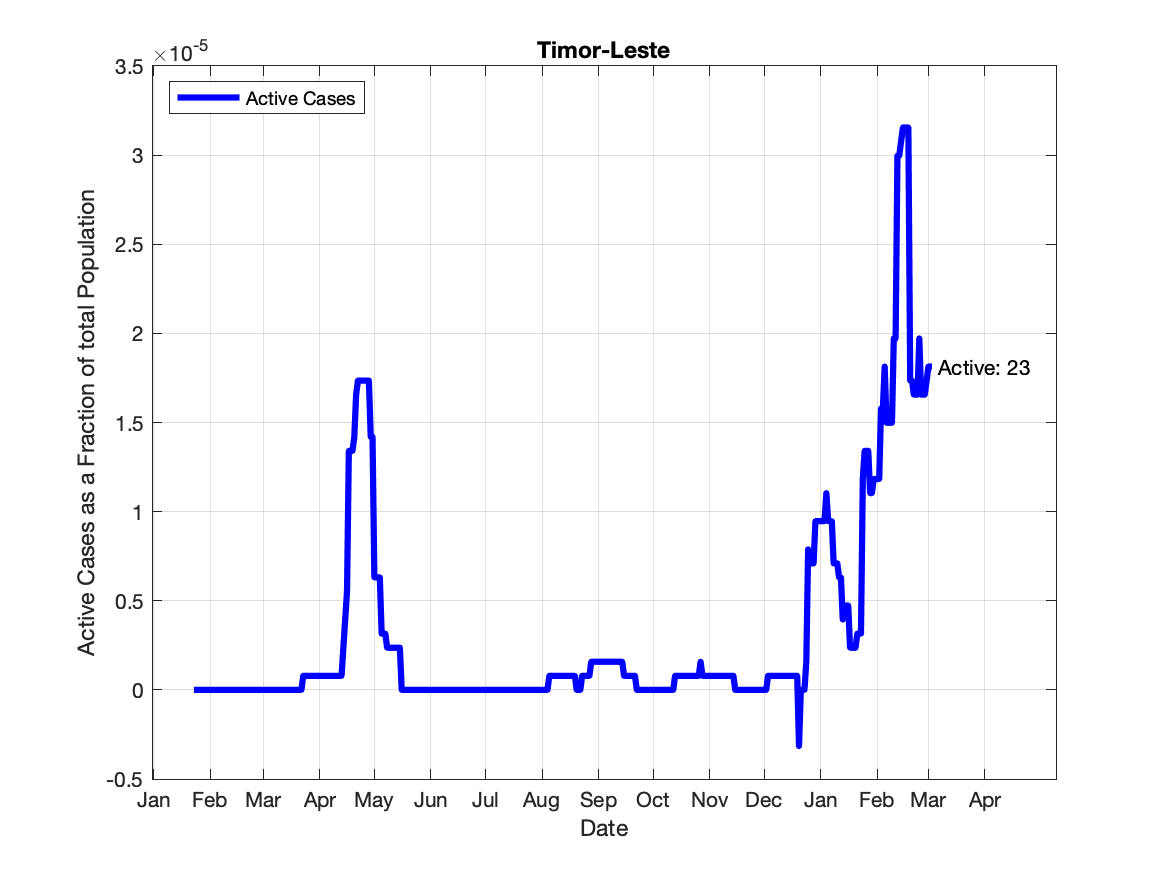 Timor-Leste
×10-5
3.5
3
2.5
2
1.5
1
0.5
0
-0.5
Active Cases as a Fraction of total Population
Active Cases
Active: 23
Jan Feb Mar Apr May Jun Jul Aug Sep Oct Nov Dec Jan Feb Mar Apr
Date